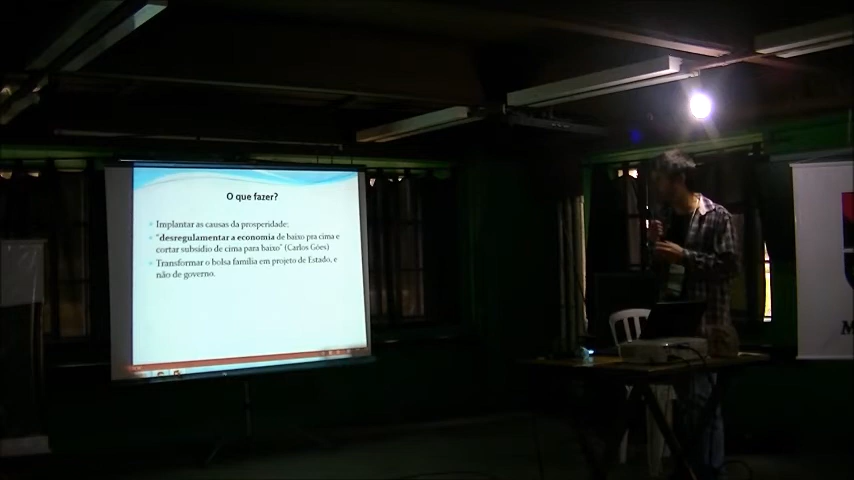 O que fazer?
Implantar as causas da prosperidade:
"desregulamentar a economia de baixo pra cima e
cortar subsídio de cima para baixo" (Carlos Góes)
Transformar o bolsa família em projeto de Estado, e
não de governo.
M